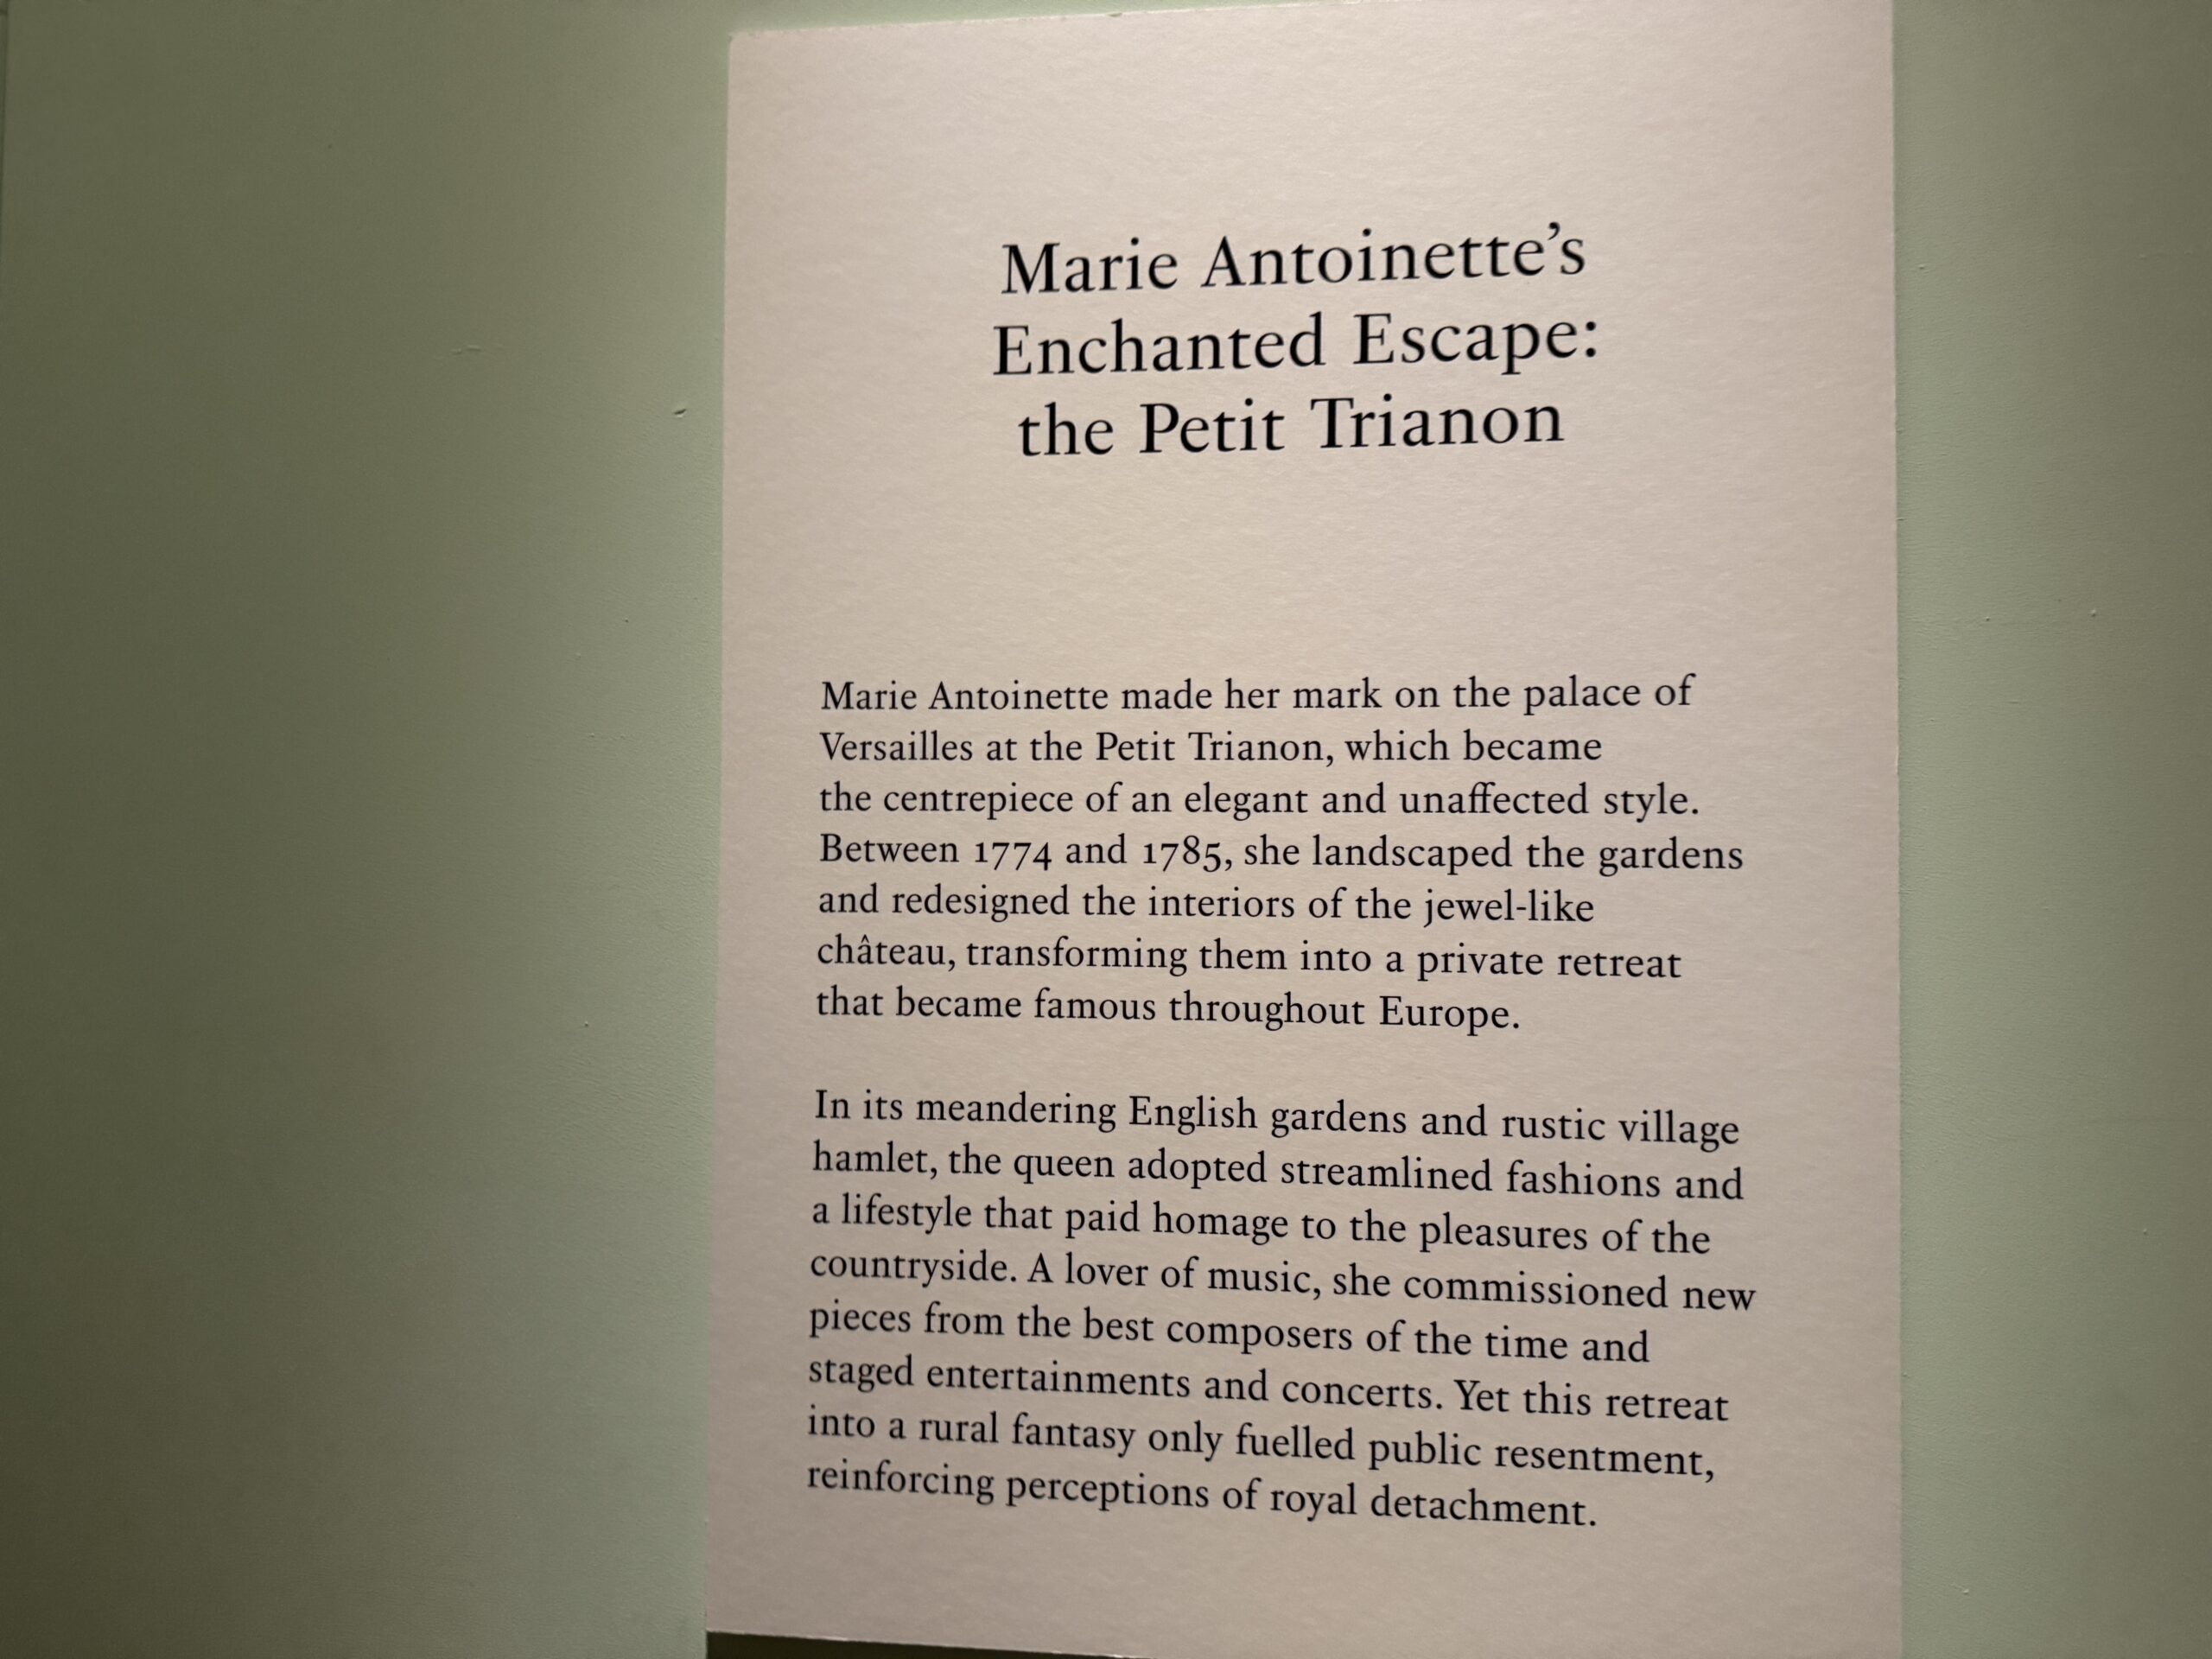 Marie Antoinette’s
Enchanted Escape:
the Petit Trianon
Marie Antoinette made her mark on the palace of
Versailles at the Petit Trianon, which became
the centrepiece of an elegant and unaffected style.
Between 1774 and 1785, she landscaped the gardens
and redesigned the interiors of the jewel-like
château, transforming them into a private retreat
that became famous throughout Europe.
In its meandering English gardens and rustic village
hamlet, the queen adopted streamlined fashions and
a lifestyle that paid homage to the pleasures of the
countryside. A lover of music, she commissioned new
pieces from the best composers of the time and
staged entertainments and concerts. Yet this retreat
into a rural fantasy only fuelled public resentment,
reinforcing perceptions of royal detachment.